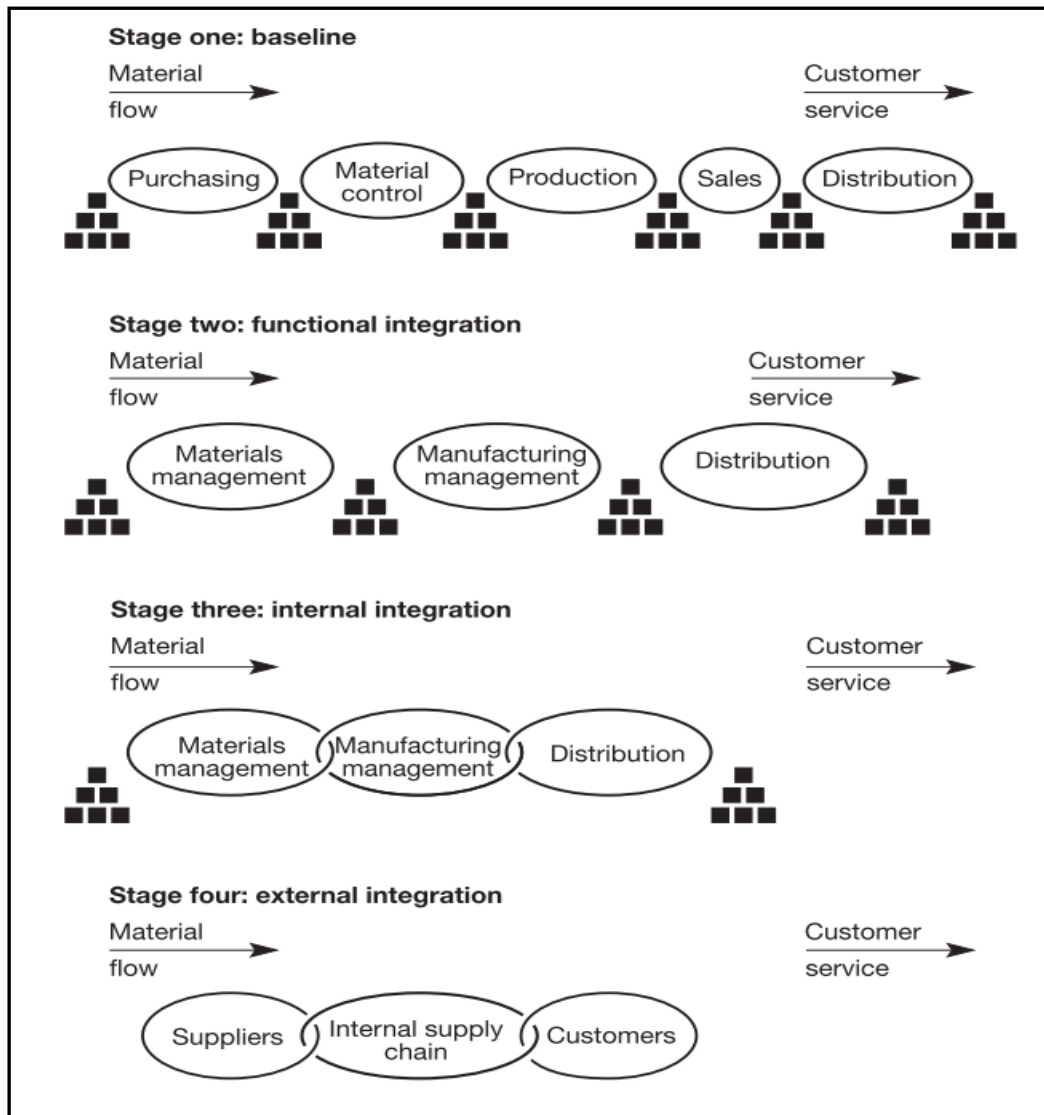 Stage one: baseline
Material
flow
Customer
service
Purchasing
Material
control
Production
Sales
Distribution
Stage two: functional integration
Material
flow
Customer
service
Materials
management
Manufacturing
management
Distribution
Stage three: internal integration
Material
flow
Customer
service
Materials
management
Manufacturing
management
Distribution
Stage four: external integration
Material
flow
Customer
service
Suppliers
Internal supply
chain
Customers